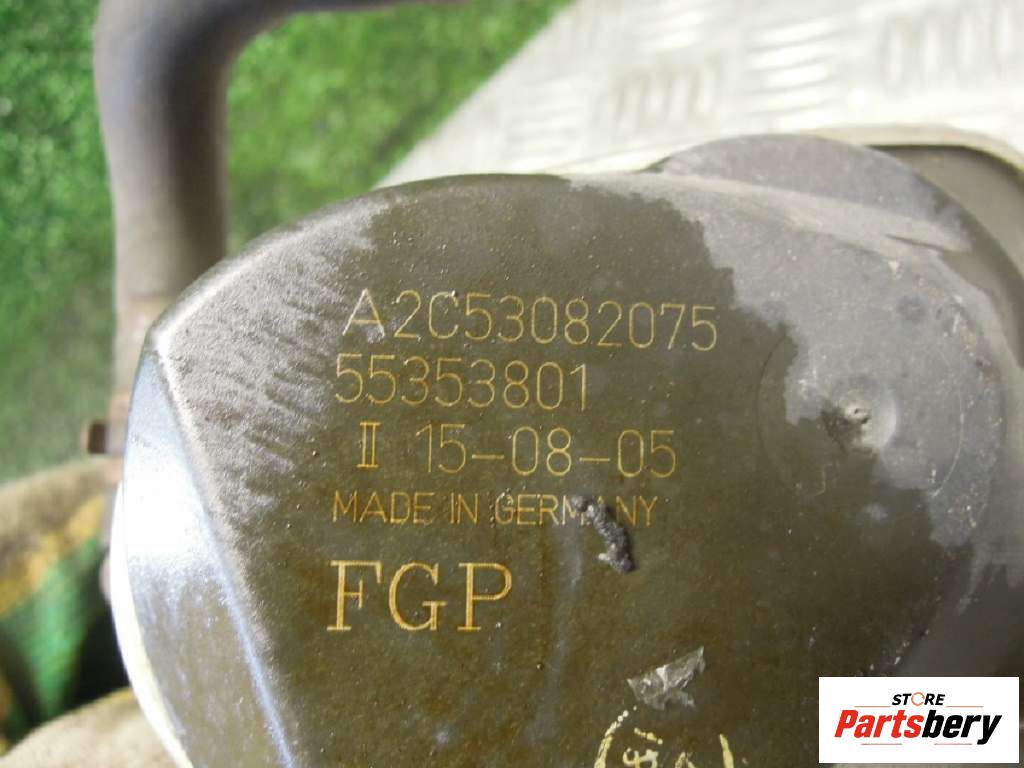 A2C53082075
55353801
II 15-08-05
MADE IN GERMANY
FGP
STORE
Partsbery